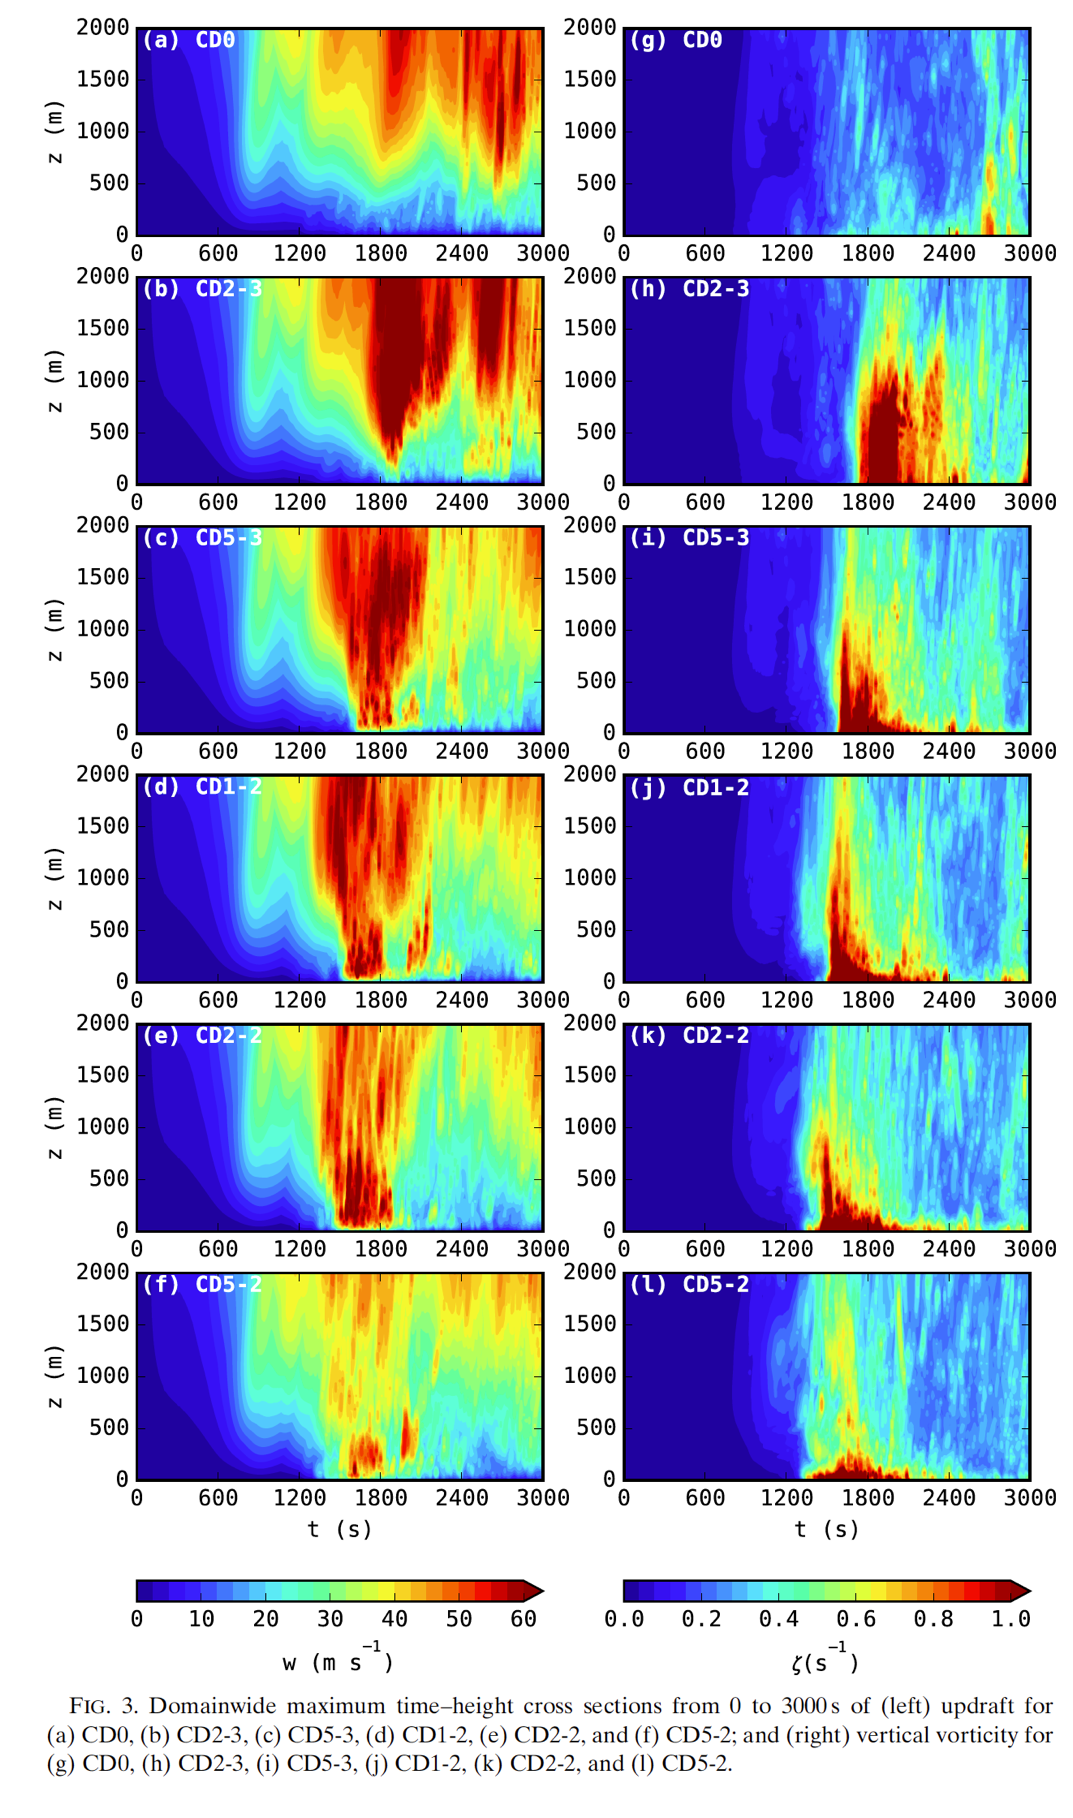 (a) CD0
(g) CD0
z (m)
2000
1500
1000
500
0
0 600 1200 1800 2400 3000
2000
1500
1000
500
0
0 600 1200 1800 2400 3000
(b) CD2-3
(h) CD2-3
z (m)
2000
1500
1000
500
0
0 600 1200 1800 2400 3000
2000
1500
1000
500
0
0 600 1200 1800 2400 3000
(c) CD5-3
(i) CD5-3
z (m)
2000
1500
1000
500
0
0 600 1200 1800 2400 3000
2000
1500
1000
500
0
0 600 1200 1800 2400 3000
(d) CD1-2
(j) CD1-2
z (m)
2000
1500
1000
500
0
0 600 1200 1800 2400 3000
2000
1500
1000
500
0
0 600 1200 1800 2400 3000
(e) CD2-2
(k) CD2-2
z (m)
2000
1500
1000
500
0
0 600 1200 1800 2400 3000
2000
1500
1000
500
0
0 600 1200 1800 2400 3000
(f) CD5-2
(l) CD5-2
z (m)
2000
1500
1000
500
0
0 600 1200 1800 2400 3000
2000
1500
1000
500
0
0 600 1200 1800 2400 3000
t (s)
t (s)
0 10 20 30 40 50 60
w (m s⁻¹)
0.0 0.2 0.4 0.6 0.8 1.0
ζ(s⁻¹)
FIG. 3. Domainwide maximum time–height cross sections from 0 to 3000 s of (left) updraft for
(a) CD0, (b) CD2-3, (c) CD5-3, (d) CD1-2, (e) CD2-2, and (f) CD5-2; and (right) vertical vorticity for
(g) CD0, (h) CD2-3, (i) CD5-3, (j) CD1-2, (k) CD2-2, and (l) CD5-2.